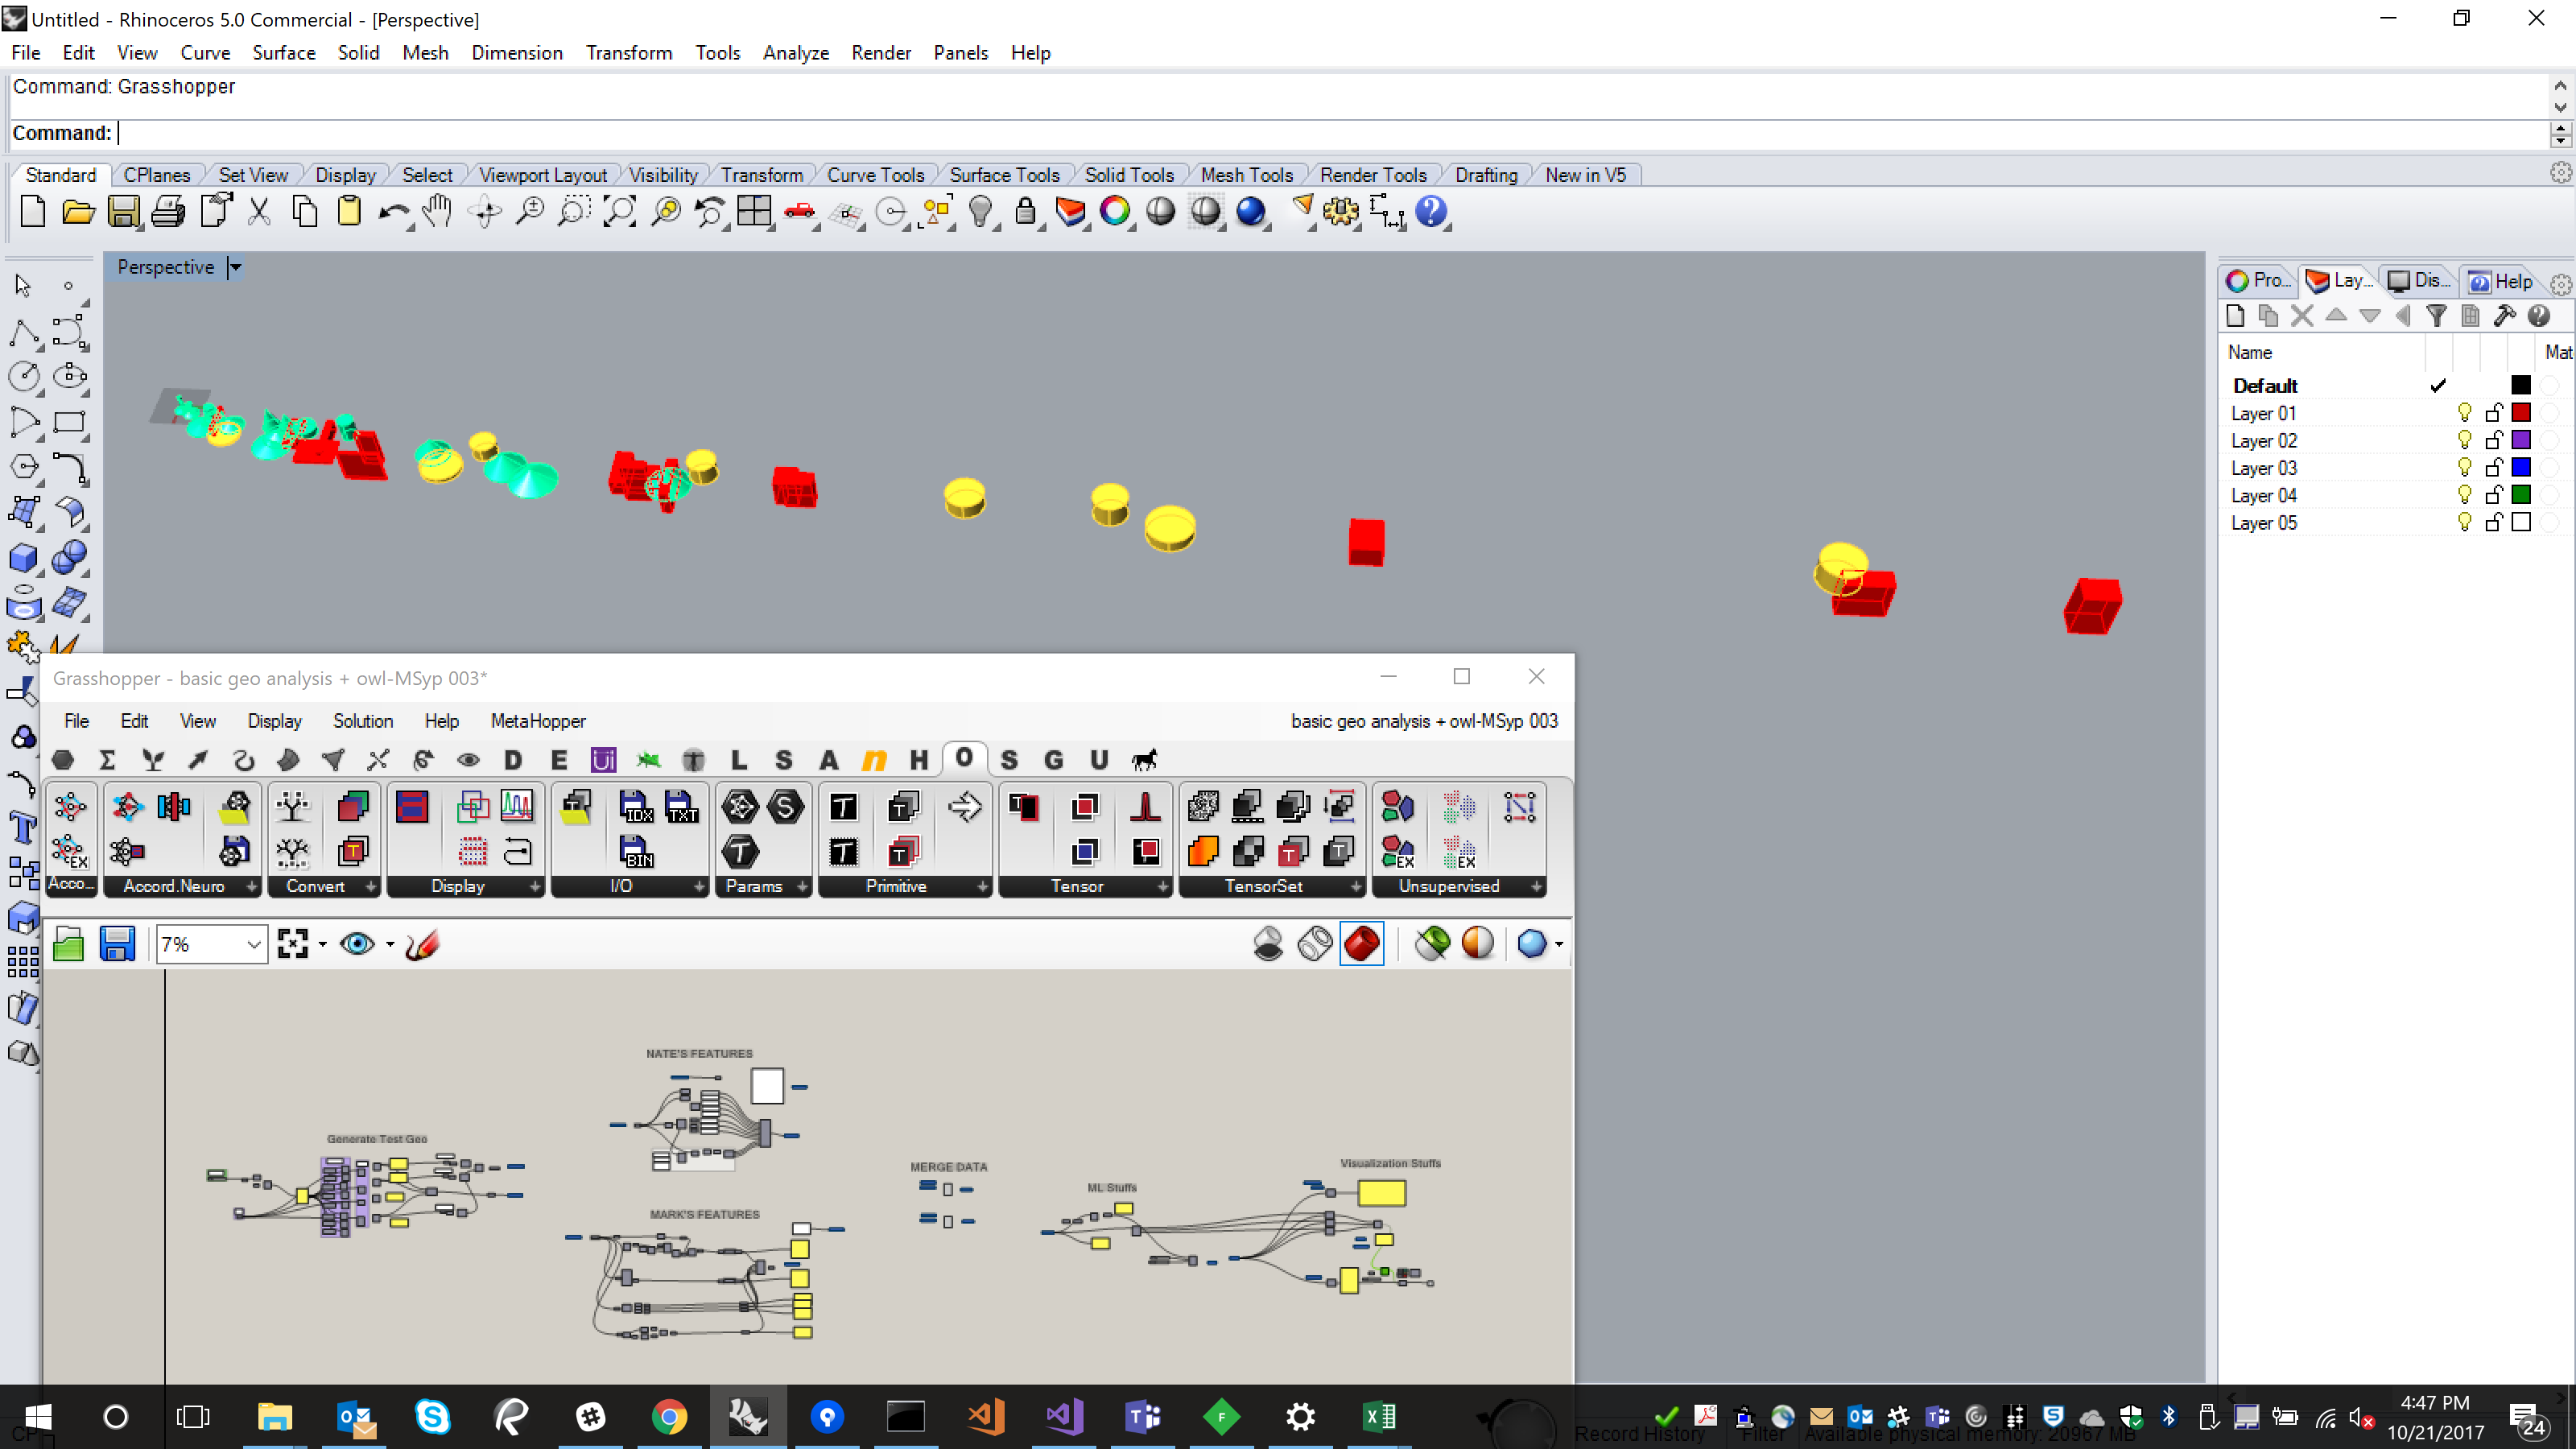 Untitled - Rhinoceros 5.0 Commercial - [Perspective]
File Edit View Curve Surface Solid Mesh Dimension Transform Tools Analyze Render Panels Help
Command: Grasshopper
Command:
Standard CPlanes Set View Display Select Viewport Layout Visibility Transform Curve Tools Surface Tools Solid Tools Mesh Tools Render Tools Drafting New in V5
Perspective
Pro... Lay... Dis... Help
Name Mat
Default
Layer 01
Layer 02
Layer 03
Layer 04
Layer 05
Grasshopper - basic geo analysis + owl-MSyp 003*
File Edit View Display Solution Help MetaHopper basic geo analysis + owl-MSyp 003
D E Ui L S A n H O S G U
Acco... Accord.Neuro Convert Display I/O Params Primitive Tensor TensorSet Unsupervised
7%
NATE'S FEATURES
Generate Test Geo
MERGE DATA
Visualization Stuffs
ML Stuffs
MARK'S FEATURES
4:47 PM
10/21/2017
24
CP
Record History Filter Available physical memory: 20967 MB